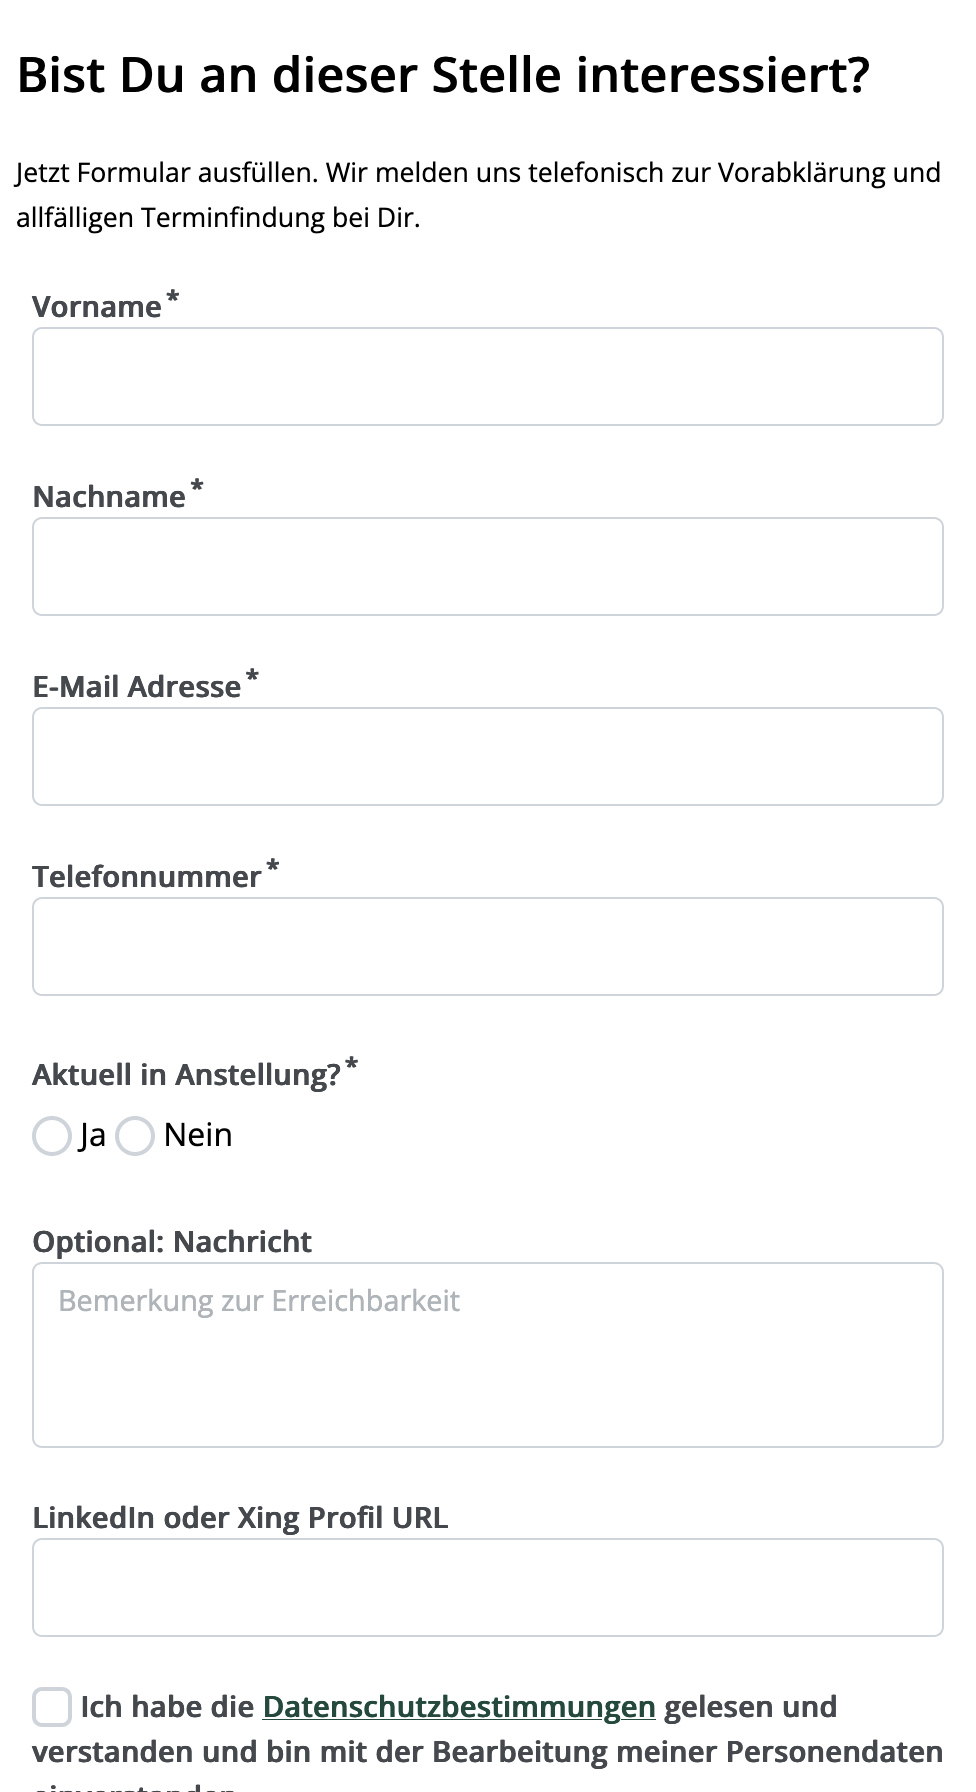 Bist Du an dieser Stelle interessiert?
Jetzt Formular ausfüllen. Wir melden uns telefonisch zur Vorabklärung und
allfälligen Terminfindung bei Dir.
Vorname*
Nachname*
E-Mail Adresse*
Telefonnummer*
Aktuell in Anstellung?*
Ja Nein
Optional: Nachricht
Bemerkung zur Erreichbarkeit
LinkedIn oder Xing Profil URL
Ich habe die Datenschutzbestimmungen gelesen und
verstanden und bin mit der Bearbeitung meiner Personendaten